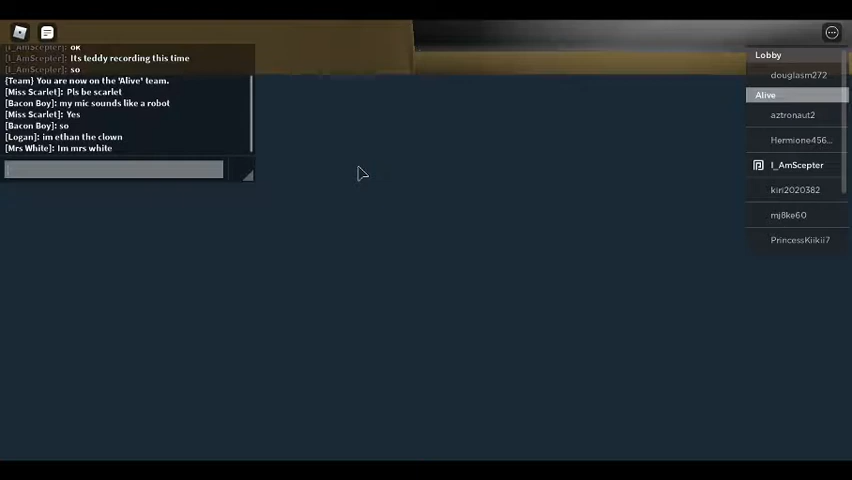 [I_AmScepter]: ok
[I_AmScepter]: Its teddy recording this time
[I_AmScepter]: so
{Team} You are now on the 'Alive' team.
[Miss Scarlet]: Pls be scarlet
[Bacon Boy]: my mic sounds like a robot
[Miss Scarlet]: Yes
[Bacon Boy]: so
[Logan]: im ethan the clown
[Mrs White]: Im mrs white
Lobby
douglasm272
Alive
aztronaut2
Hermione456...
I_AmScepter
kiri2020382
mj8ke60
PrincessKiikii7